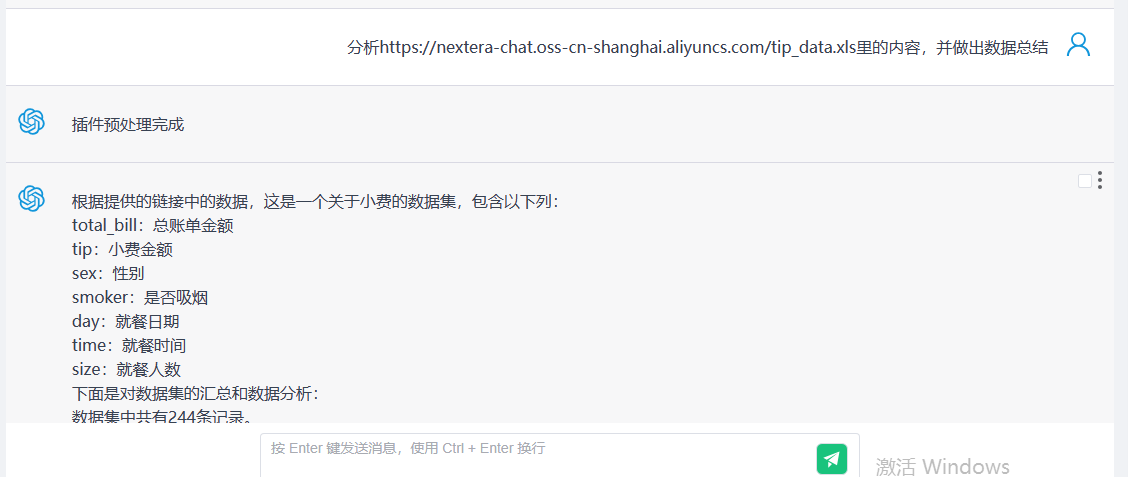 分析https://nextera-chat.oss-cn-shanghai.aliyuncs.com/tip_data.xls里的内容，并做出数据总结
插件预处理完成
根据提供的链接中的数据，这是一个关于小费的数据集，包含以下列：
total_bill：总账单金额
tip：小费金额
sex：性别
smoker：是否吸烟
day：就餐日期
time：就餐时间
size：就餐人数
下面是对数据集的汇总和数据分析：
数据集中共有244条记录。
按 Enter 键发送消息，使用 Ctrl + Enter 换行
激活 Windows